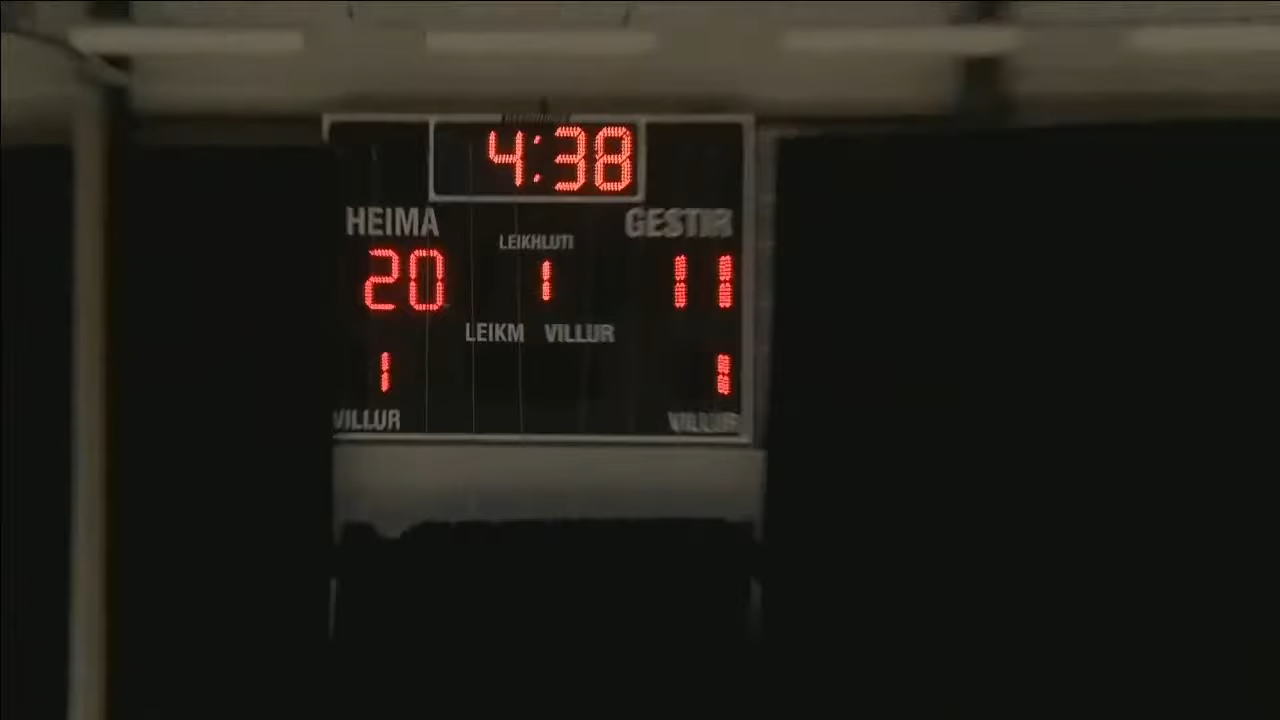 4:38
HEIMA GESTIR
LEIKHLUTI
20 1 11
LEIKM VILLUR
1 1
VILLUR VILLUR